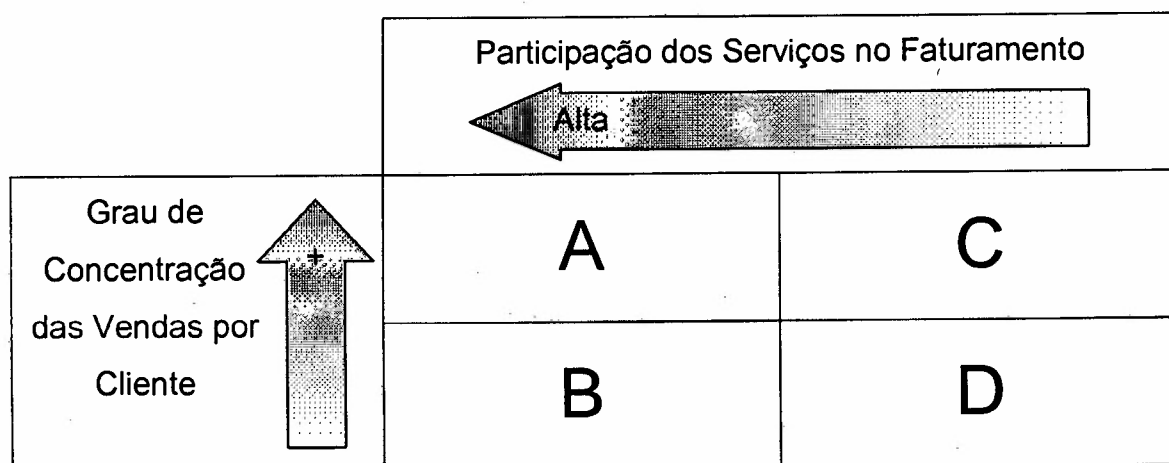 Participação dos Serviços no Faturamento
Alta
Grau de
Concentração
das Vendas por
Cliente
+
A
C
B
D